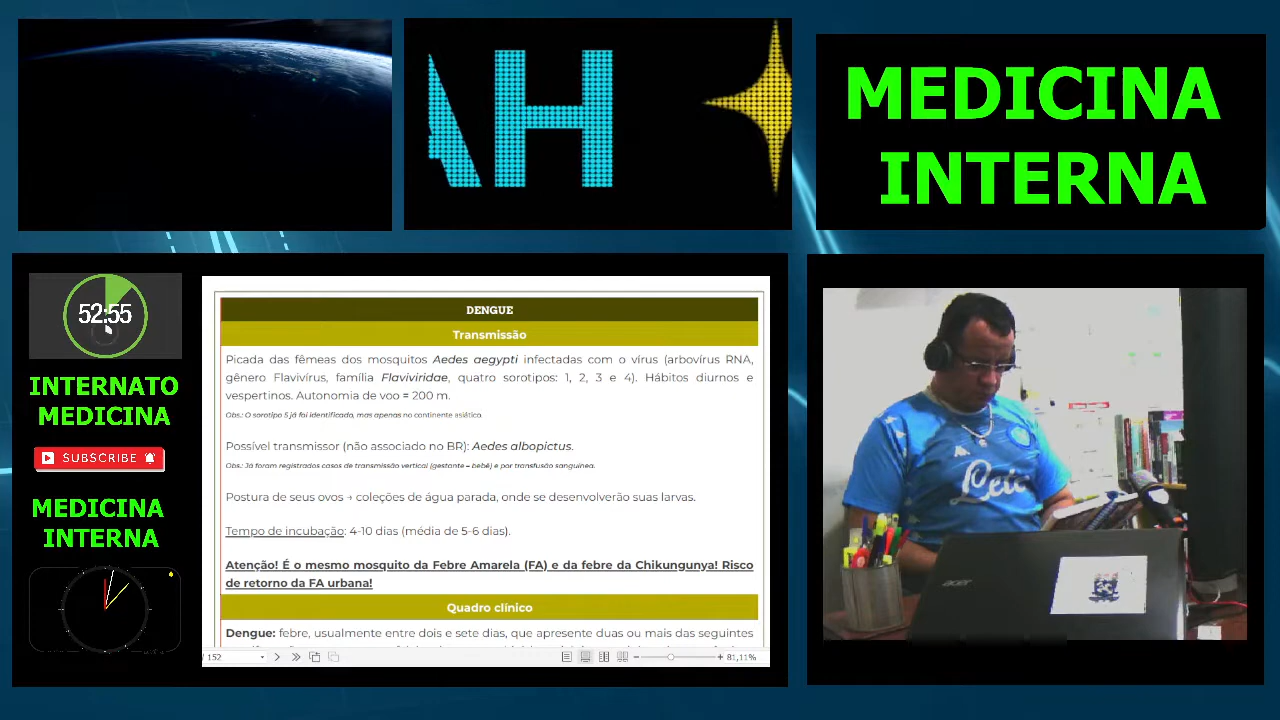 AH
MEDICINA
INTERNA
52:55
INTERNATO
MEDICINA
SUBSCRIBE
MEDICINA
INTERNA
DENGUE
Transmissão
Picada das fêmeas dos mosquitos Aedes aegypti infectadas com o vírus (arbovírus RNA,
gênero Flavivírus, família Flaviviridae, quatro sorotipos: 1, 2, 3 e 4). Hábitos diurnos e
vespertinos. Autonomia de voo = 200 m.
Obs.: O sorotipo 5 já foi identificado, mas apenas no continente asiático.
Possível transmissor (não associado no BR): Aedes albopictus.
Obs.: Já foram registrados casos de transmissão vertical (gestante – bebê) e por transfusão sanguínea.
Postura de seus ovos → coleções de água parada, onde se desenvolverão suas larvas.
Tempo de incubação: 4-10 dias (média de 5-6 dias).
Atenção! É o mesmo mosquito da Febre Amarela (FA) e da febre da Chikungunya! Risco
de retorno da FA urbana!
Quadro clínico
Dengue: febre, usualmente entre dois e sete dias, que apresente duas ou mais das seguintes
/ 152
81,11%
Lete
acer